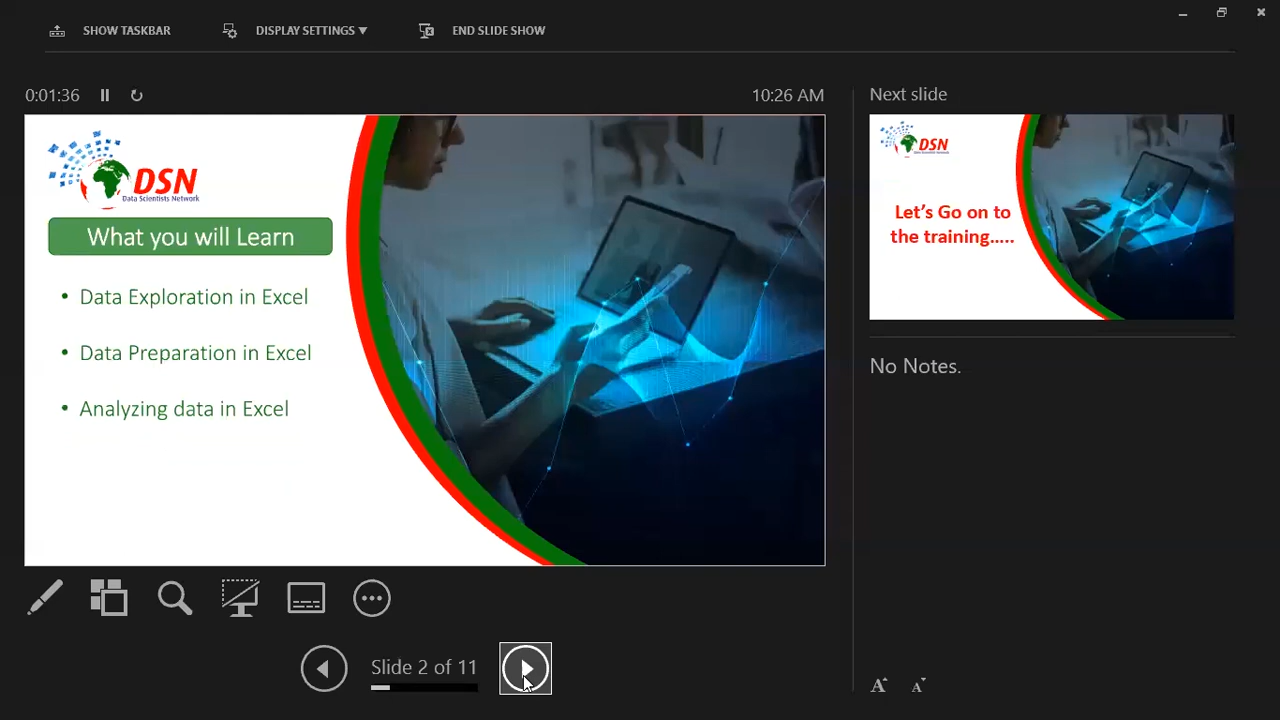 SHOW TASKBAR
DISPLAY SETTINGS ▼
END SLIDE SHOW
0:01:36
10:26 AM
Next slide
DSN
Data Scientists Network
What you will Learn
• Data Exploration in Excel
• Data Preparation in Excel
• Analyzing data in Excel
DSN
Let's Go on to
the training.....
No Notes.
Slide 2 of 11
A
A